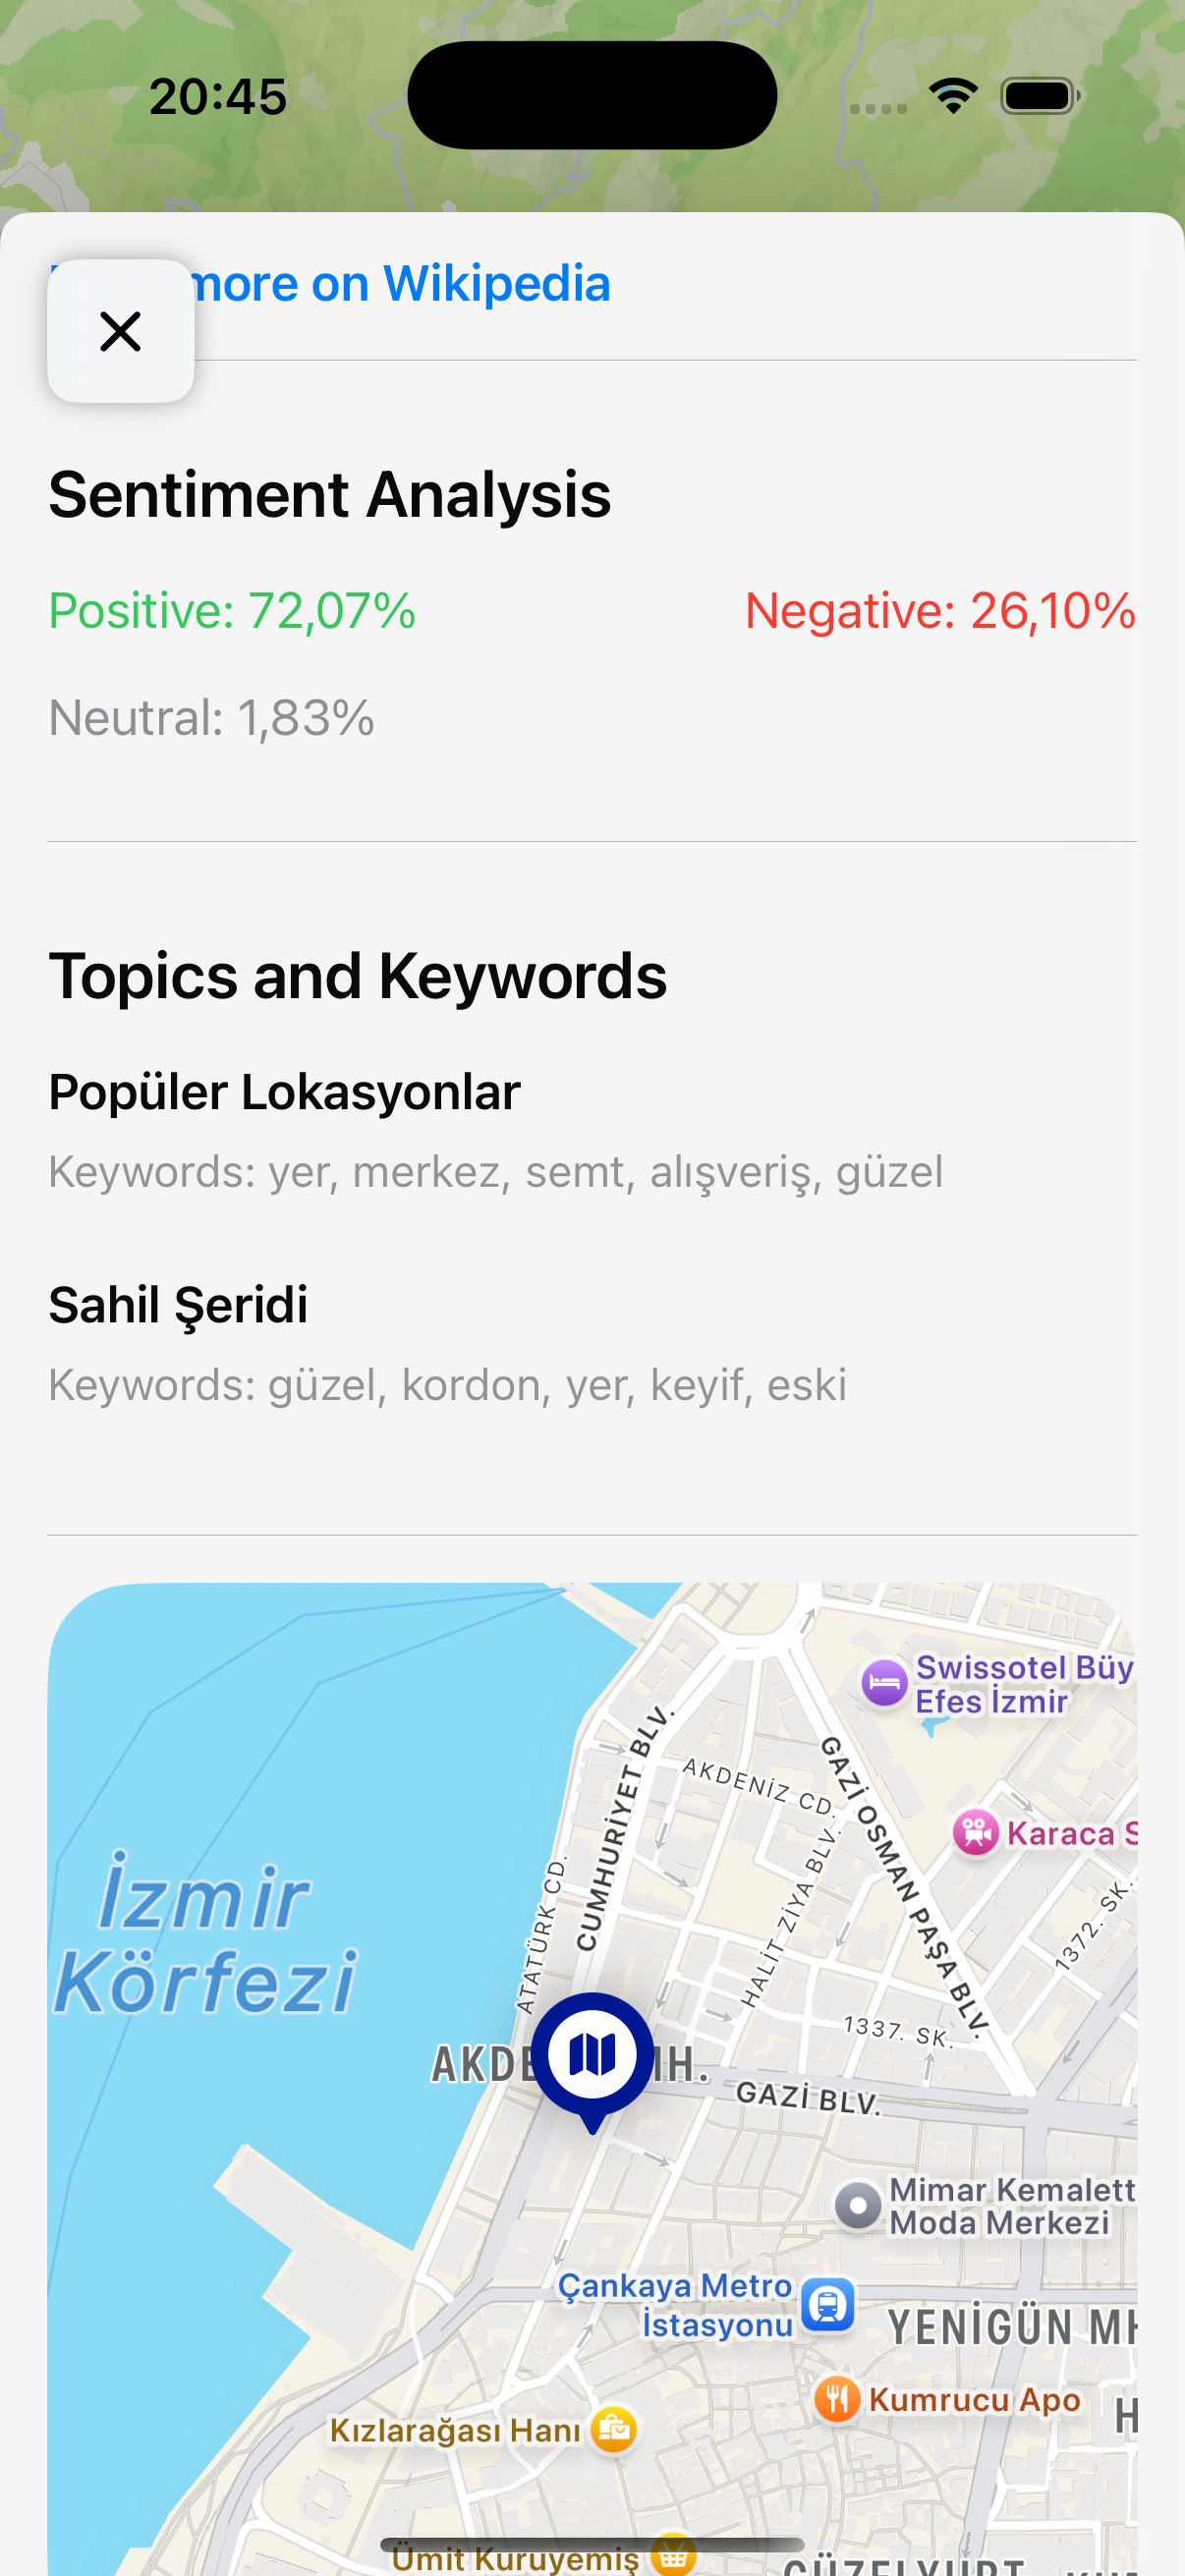 20:45
more on Wikipedia
Sentiment Analysis
Positive: 72,07%
Negative: 26,10%
Neutral: 1,83%
Topics and Keywords
Popüler Lokasyonlar
Keywords: yer, merkez, semt, alışveriş, güzel
Sahil Şeridi
Keywords: güzel, kordon, yer, keyif, eski
Swissotel Büy
Efes İzmir
CUMHURİYET BLV.
AKDENİZ CD.
GAZİ OSMAN PAŞA BLV.
Karaca S
İzmir
Körfezi
ATATÜRK CD.
HALİT ZİYA BLV.
1372. SK.
1337. SK.
AKDE MH.
GAZİ BLV.
Mimar Kemalett
Moda Merkezi
Çankaya Metro
İstasyonu
YENİGÜN MH
Kumrucu Apo
H
Kızlarağası Hanı
Ümit Kuruyemiş
GÜZELYURT